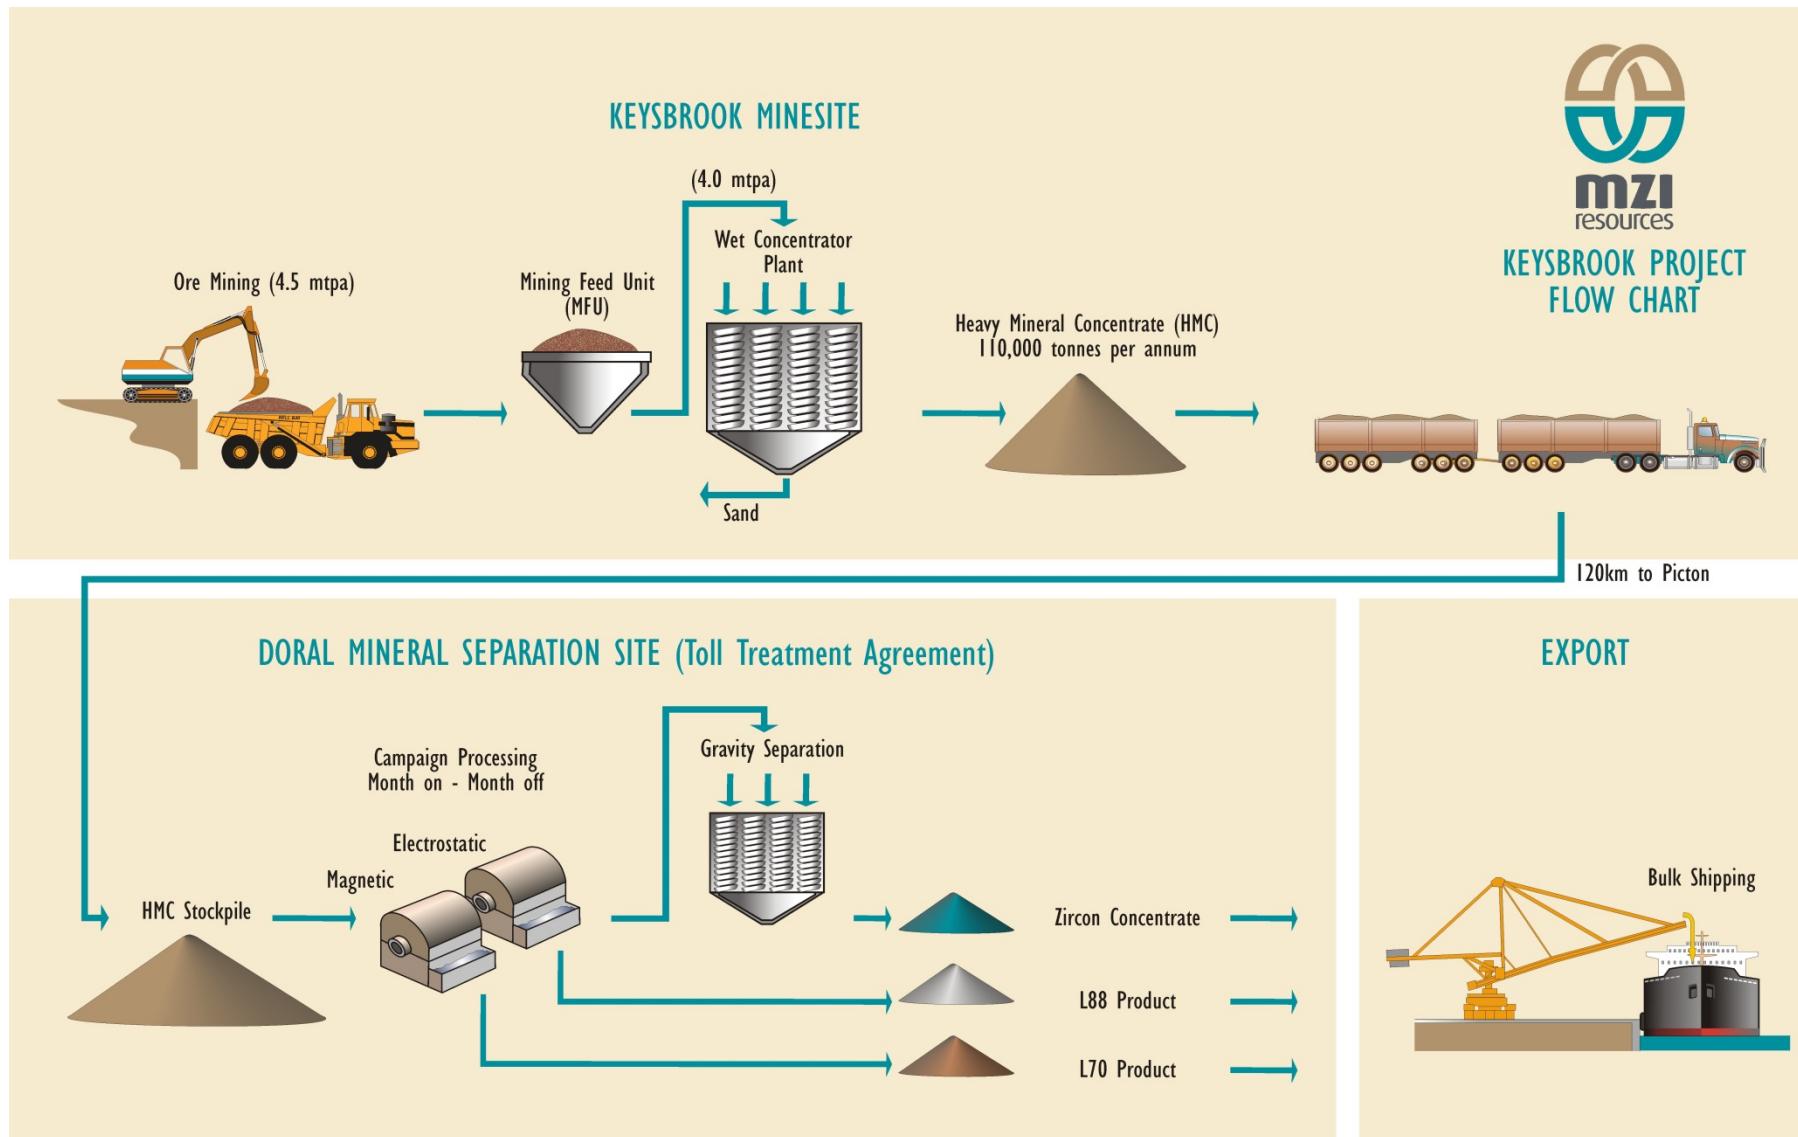 KEYSBROOK MINESITE
mzi
resources
KEYSBROOK PROJECT
FLOW CHART
(4.0 mtpa)
Wet Concentrator
Plant
Ore Mining (4.5 mtpa)
Mining Feed Unit
(MFU)
Heavy Mineral Concentrate (HMC)
110,000 tonnes per annum
Sand
120km to Picton
DORAL MINERAL SEPARATION SITE (Toll Treatment Agreement)
Campaign Processing
Month on - Month off
Gravity Separation
Electrostatic
Magnetic
HMC Stockpile
Zircon Concentrate
L88 Product
L70 Product
EXPORT
Bulk Shipping